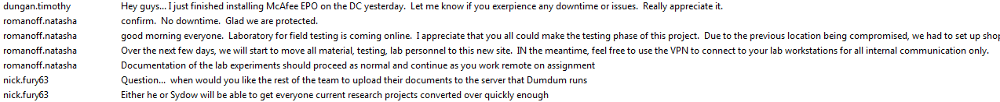 dungan.timothy Hey guys... I just finished installing McAfee EPO on the DC yesterday. Let me know if you exerpience any downtime or issues. Really appreciate it.
romanoff.natasha confirm. No downtime. Glad we are protected.
romanoff.natasha good morning everyone. Laboratory for field testing is coming online. I appreciate that you all could make the testing phase of this project. Due to the previous location being compromised, we had to set up
romanoff.natasha Over the next few days, we will start to move all material, testing, lab personnel to this new site. IN the meantime, feel free to use the VPN to connect to your lab workstations for all internal communication only.
romanoff.natasha Documentation of the lab experiments should proceed as normal and continue as you work remote on assignment
nick.fury63 Question... when would you like the rest of the team to upload their documents to the server that Dumdum runs
nick.fury63 Either he or Sydow will be able to get everyone current research projects converted over quickly enough